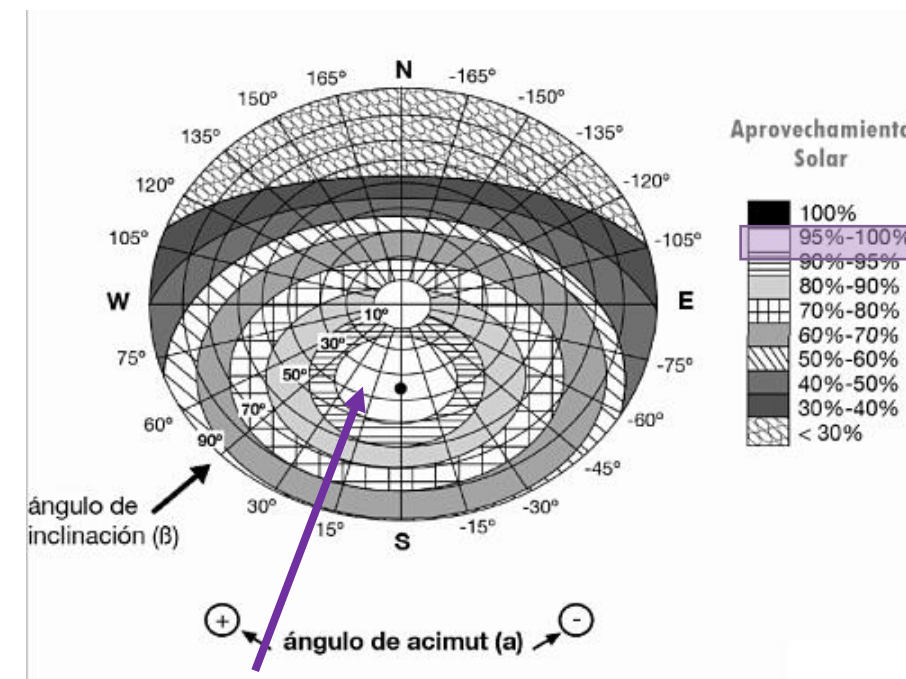 N
165º
-165º
150º
-150º
135º
-135º
120º
-120º
105º
-105º
W
E
75º
-75º
60º
-60º
-45º
30º
-30º
15º
-15º
S
10º
30º
50º
70º
90º
ángulo de
inclinación (ß)
+
-
ángulo de acimut (a)
Aprovechamiento
Solar
100%
95%-100%
90%-95%
80%-90%
70%-80%
60%-70%
50%-60%
40%-50%
30%-40%
< 30%